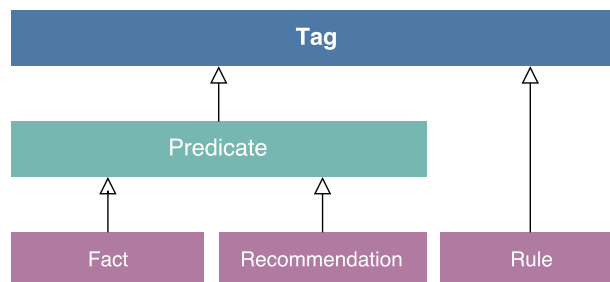 Tag
Predicate
Fact
Recommendation
Rule